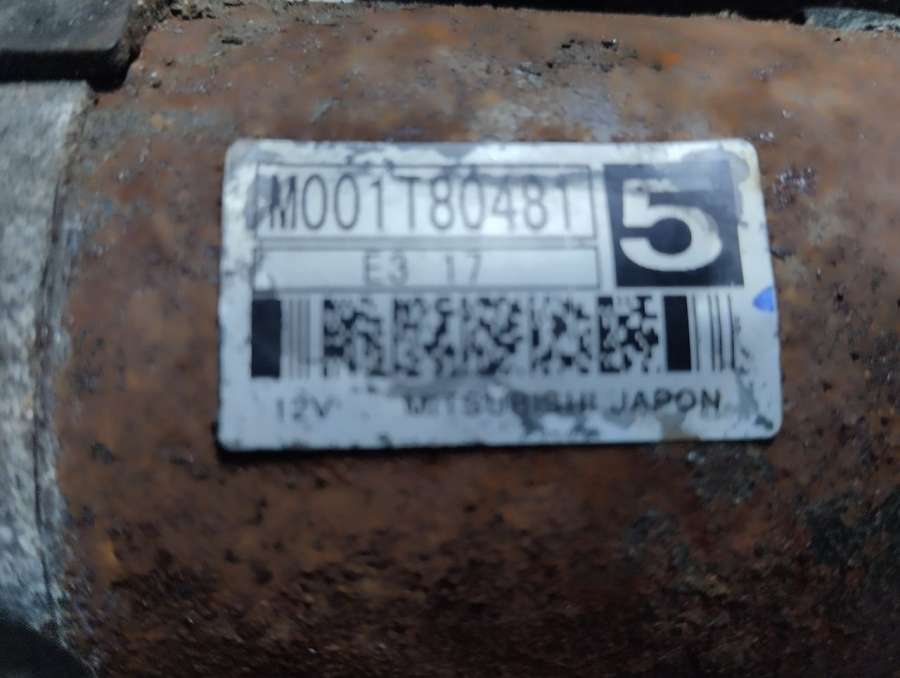 M001T80481
5
E3 17
12V MITSUBISHI JAPON